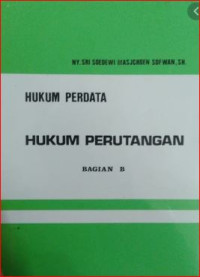 NY. SRI SOEDEWI MASJCHOEN SOFWAN, SH.
HUKUM PERDATA
HUKUM PERUTANGAN
BAGIAN B